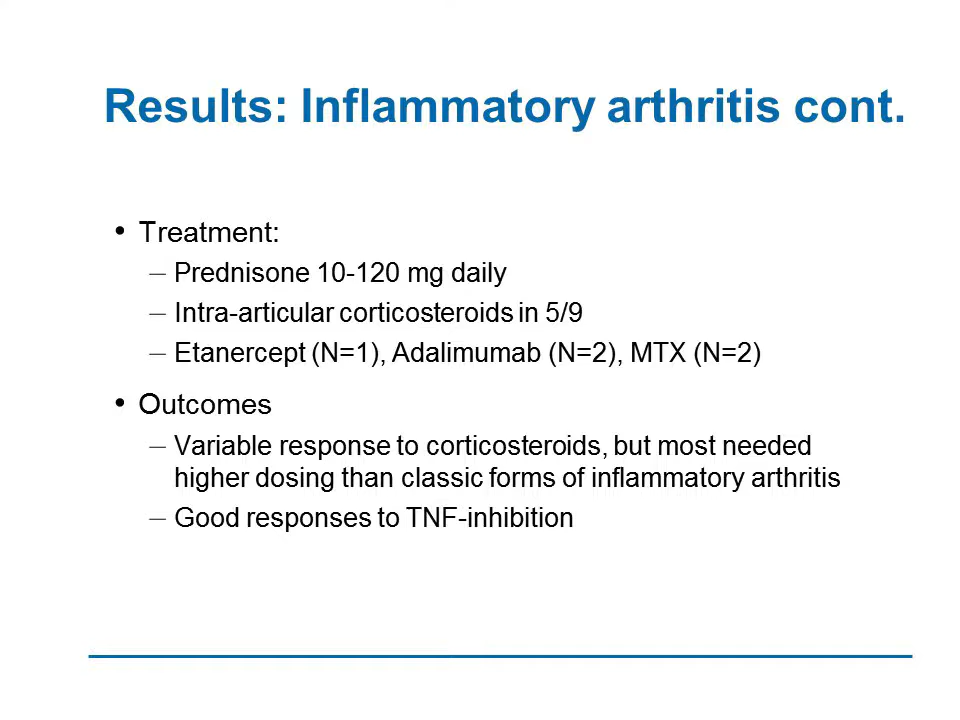 Results: Inflammatory arthritis cont.
• Treatment:
– Prednisone 10-120 mg daily
– Intra-articular corticosteroids in 5/9
– Etanercept (N=1), Adalimumab (N=2), MTX (N=2)
• Outcomes
– Variable response to corticosteroids, but most needed
higher dosing than classic forms of inflammatory arthritis
– Good responses to TNF-inhibition